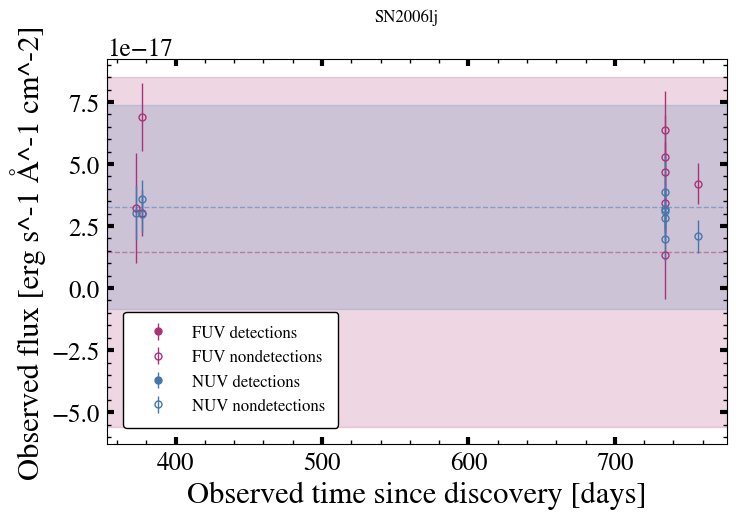 SN2006lj
1e−17
7.5
5.0
2.5
0.0
−2.5
−5.0
Observed flux [erg s^-1 Å^-1 cm^-2]
FUV detections
FUV nondetections
NUV detections
NUV nondetections
400
500
600
700
Observed time since discovery [days]